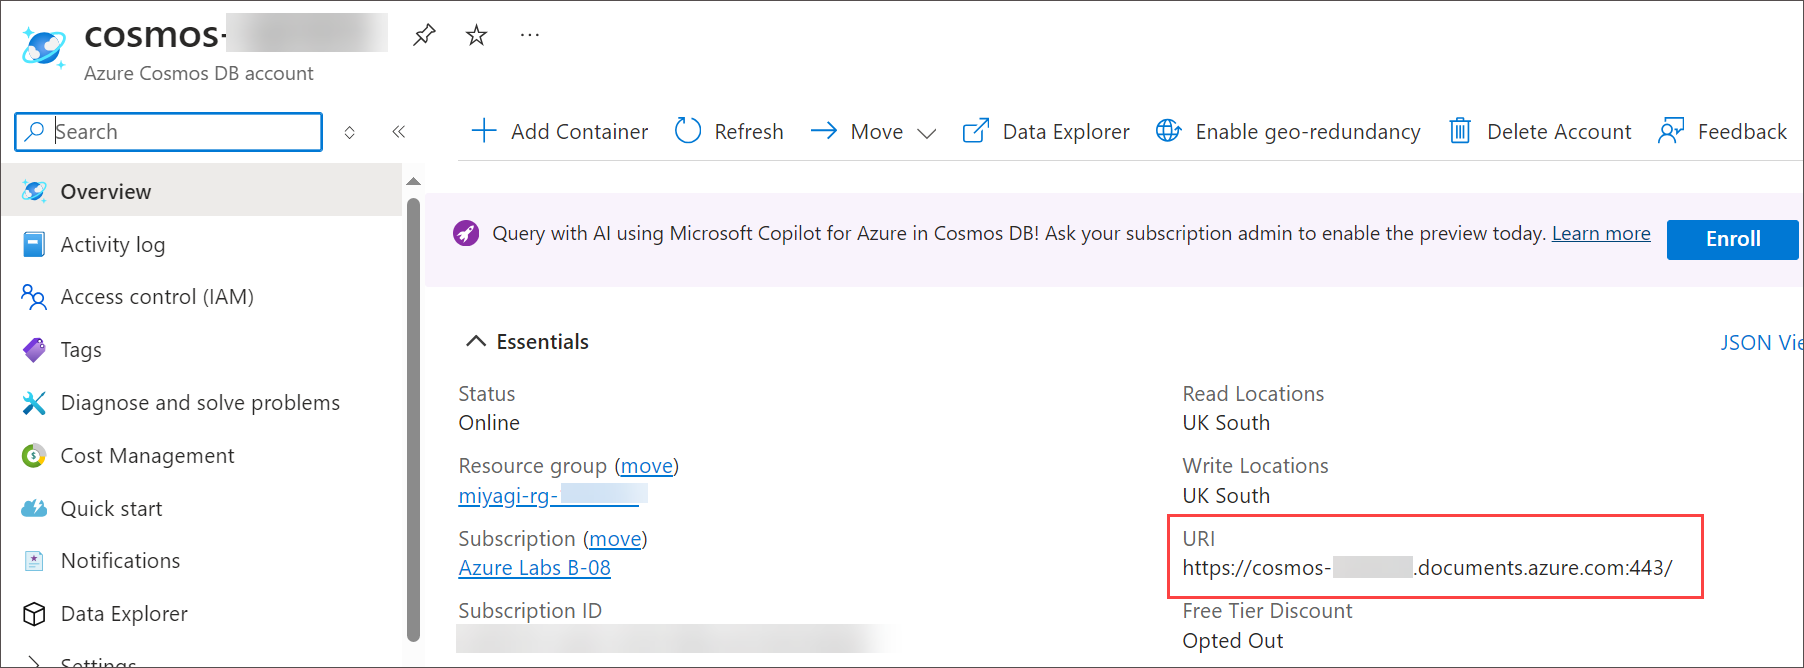 cosmos-
Azure Cosmos DB account
Search
Add Container Refresh Move Data Explorer Enable geo-redundancy Delete Account Feedback
Overview
Activity log
Access control (IAM)
Tags
Diagnose and solve problems
Cost Management
Quick start
Notifications
Data Explorer
Settings
Query with AI using Microsoft Copilot for Azure in Cosmos DB! Ask your subscription admin to enable the preview today. Learn more
Enroll
Essentials
JSON Vie
Status
Online
Resource group (move)
miyagi-rg-
Subscription (move)
Azure Labs B-08
Subscription ID
Read Locations
UK South
Write Locations
UK South
URI
https://cosmos- .documents.azure.com:443/
Free Tier Discount
Opted Out